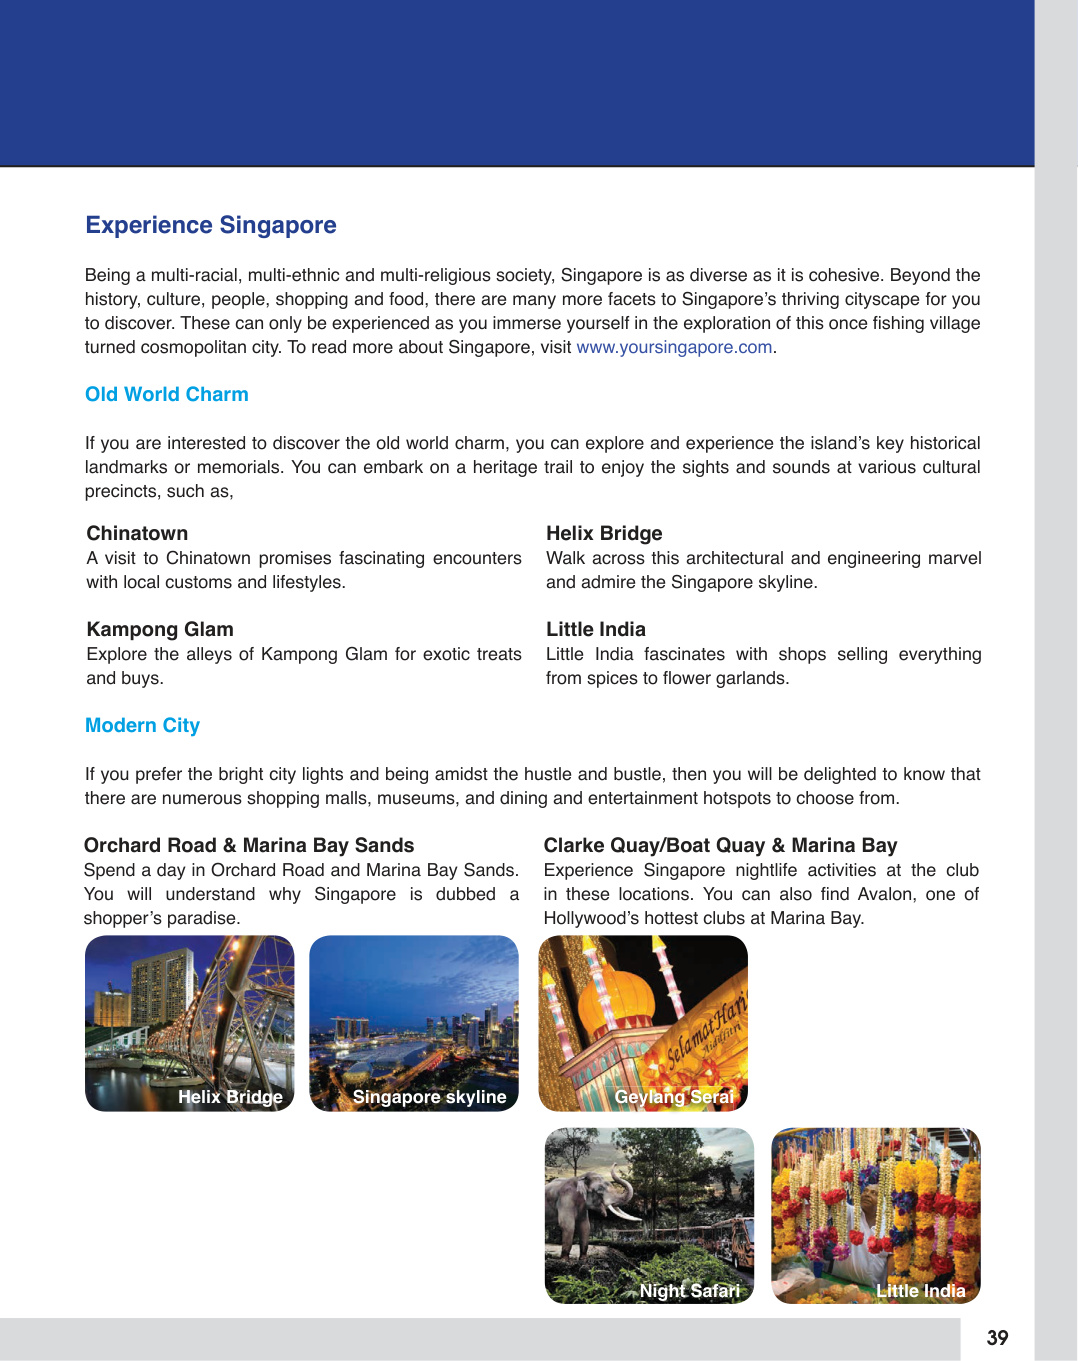 Experience Singapore
Being a multi-racial, multi-ethnic and multi-religious society, Singapore is as diverse as it is cohesive. Beyond the
history, culture, people, shopping and food, there are many more facets to Singapore’s thriving cityscape for you
to discover. These can only be experienced as you immerse yourself in the exploration of this once fishing village
turned cosmopolitan city. To read more about Singapore, visit www.yoursingapore.com.
Old World Charm
If you are interested to discover the old world charm, you can explore and experience the island’s key historical
landmarks or memorials. You can embark on a heritage trail to enjoy the sights and sounds at various cultural
precincts, such as,
Chinatown
A visit to Chinatown promises fascinating encounters
with local customs and lifestyles.
Kampong Glam
Explore the alleys of Kampong Glam for exotic treats
and buys.
Helix Bridge
Walk across this architectural and engineering marvel
and admire the Singapore skyline.
Little India
Little India fascinates with shops selling everything
from spices to flower garlands.
Modern City
If you prefer the bright city lights and being amidst the hustle and bustle, then you will be delighted to know that
there are numerous shopping malls, museums, and dining and entertainment hotspots to choose from.
Orchard Road & Marina Bay Sands
Spend a day in Orchard Road and Marina Bay Sands.
You will understand why Singapore is dubbed a
shopper’s paradise.
Clarke Quay/Boat Quay & Marina Bay
Experience Singapore nightlife activities at the club
in these locations. You can also find Avalon, one of
Hollywood’s hottest clubs at Marina Bay.
Helix Bridge
Singapore skyline
Selamat Hari
Aidilfitri
Geylang Serai
Night Safari
Little India
39